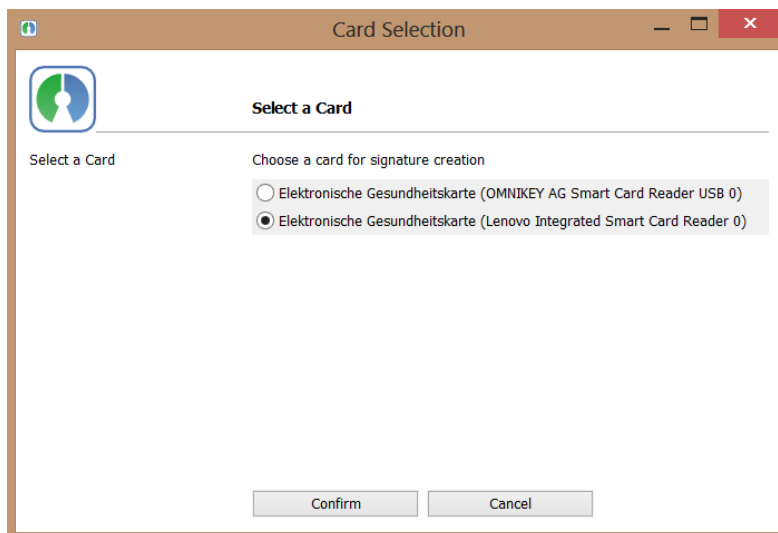 Card Selection
Select a Card
Select a Card
Choose a card for signature creation
Elektronische Gesundheitskarte (OMNIKEY AG Smart Card Reader USB 0)
Elektronische Gesundheitskarte (Lenovo Integrated Smart Card Reader 0)
Confirm
Cancel